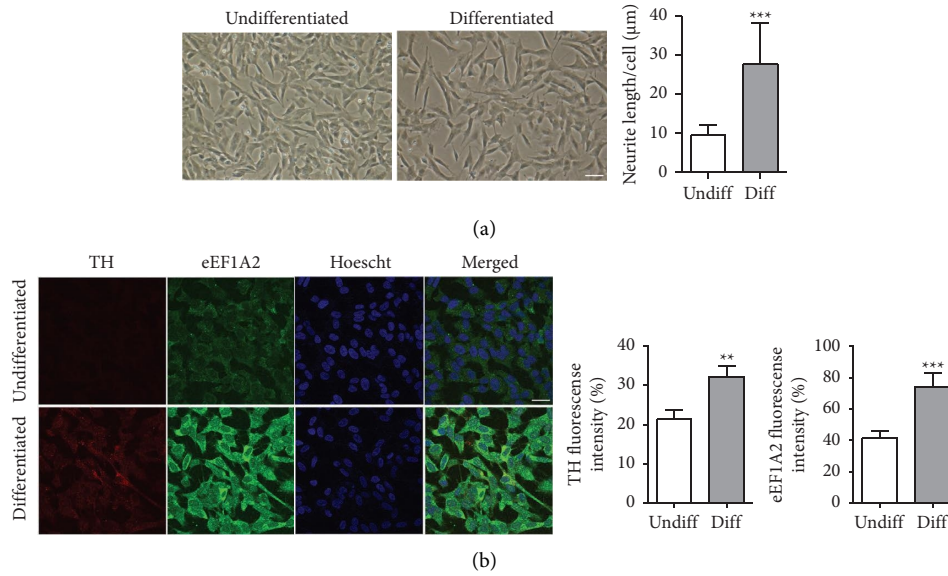 Undifferentiated
Differentiated
Neurite length/cell (µm)
40
30
20
10
0
***
Undiff
Diff
(a)
TH
eEF1A2
Hoescht
Merged
Undifferentiated
Differentiated
TH fluorescense
intensity (%)
40
30
20
10
0
**
Undiff
Diff
eEF1A2 fluorescense
intensity (%)
100
80
60
40
20
0
***
Undiff
Diff
(b)